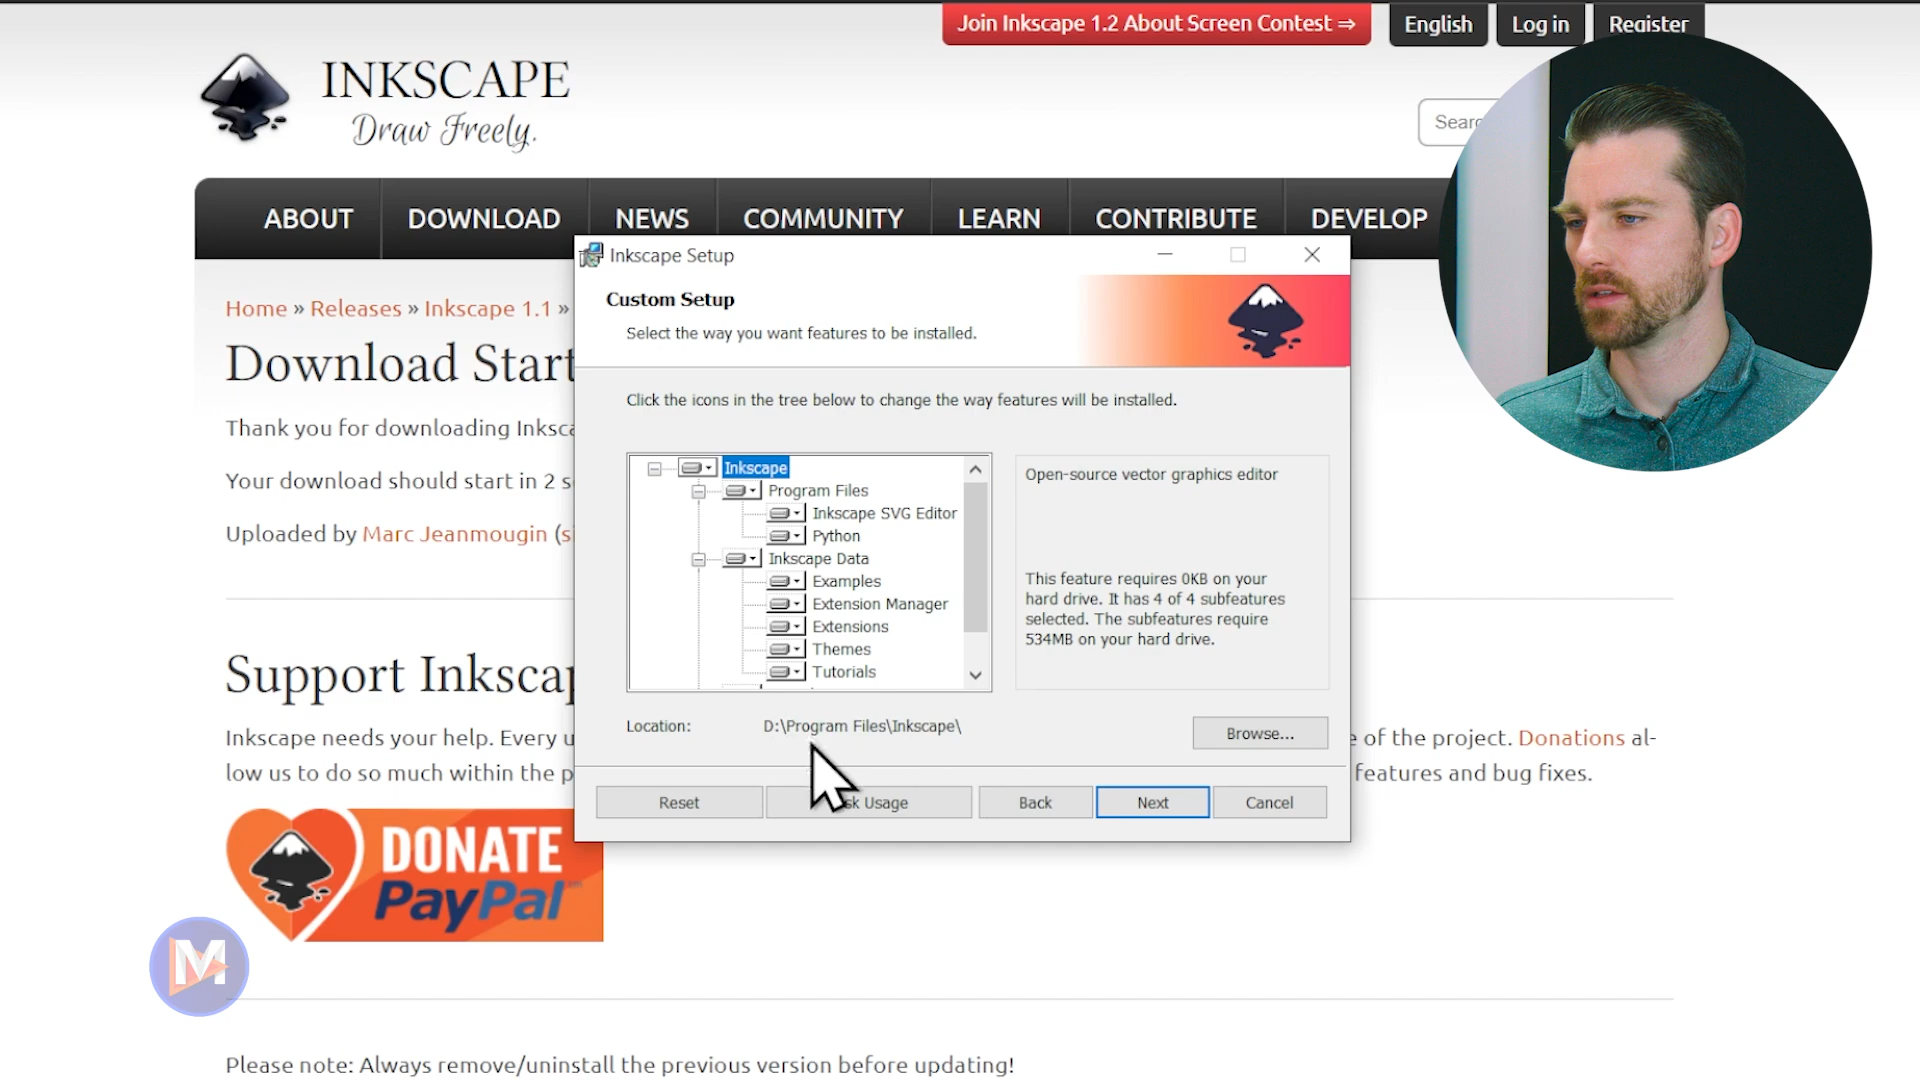 Join Inkscape 1.2 About Screen Contest ⇒
English
Log in
Register
INKSCAPE
Draw Freely.
ABOUT
DOWNLOAD
NEWS
COMMUNITY
LEARN
CONTRIBUTE
DEVELOP
Home » Releases » Inkscape 1.1 »
Download Start
Thank you for downloading
Your download should start in 2
Uploaded by Marc Jeanmougin
Support
Inkscape needs your help. Every
e of the project. Donations al-
low us to do so much within the
features and bug fixes.
DONATE
PayPal
M
Please note: Always remove/uninstall the previous version before updating!
Inkscape Setup
Custom Setup
Select the way you want features to be installed.
Click the icons in the tree below to change the way features will be installed.
Inkscape
Program Files
Inkscape SVG Editor
Python
Inkscape Data
Examples
Extension Manager
Extensions
Themes
Tutorials
Open-source vector graphics editor
This feature requires 0KB on your
hard drive. It has 4 of 4 subfeatures
selected. The subfeatures require
534MB on your hard drive.
Location:
D:\Program Files\Inkscape\
Browse...
Reset
Usage
Back
Next
Cancel